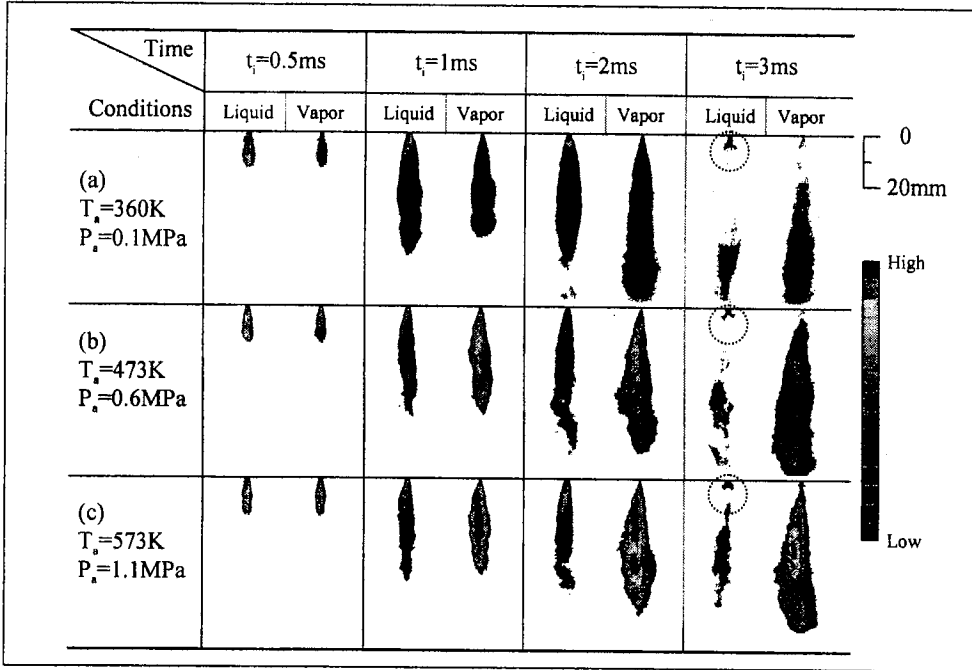 Time
Conditions
t_i=0.5ms
t_i=1ms
t_i=2ms
t_i=3ms
Liquid Vapor
Liquid Vapor
Liquid Vapor
Liquid Vapor
(a)
T_a=360K
P_a=0.1MPa
(b)
T_a=473K
P_a=0.6MPa
(c)
T_a=573K
P_a=1.1MPa
0
20mm
High
Low